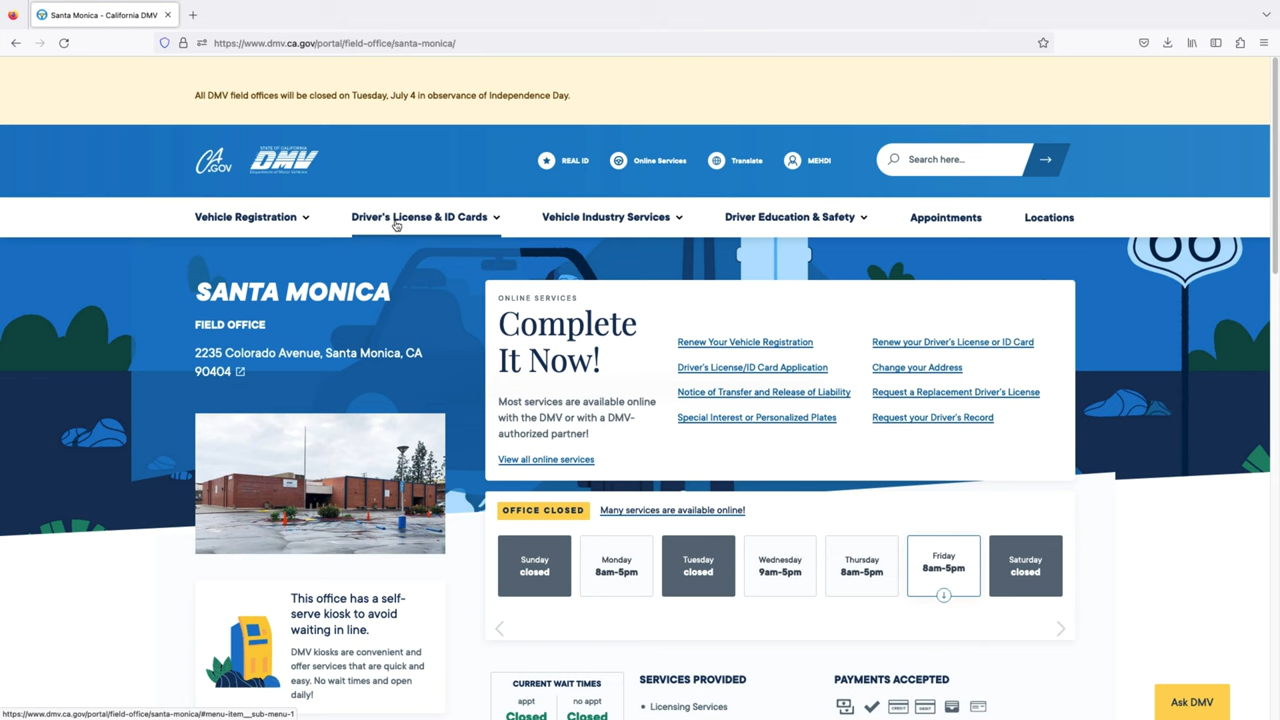 Santa Monica - California DMV
https://www.dmv.ca.gov/portal/field-office/santa-monica/
All DMV field offices will be closed on Tuesday, July 4 in observance of Independence Day.
CA.GOV
STATE OF CALIFORNIA
DMV
Department of Motor Vehicles
REAL ID
Online Services
Translate
MEHDI
Search here...
Vehicle Registration
Driver's License & ID Cards
Vehicle Industry Services
Driver Education & Safety
Appointments
Locations
66
SANTA MONICA
FIELD OFFICE
2235 Colorado Avenue, Santa Monica, CA
90404
ONLINE SERVICES
Complete
It Now!
Most services are available online
with the DMV or with a DMV-
authorized partner!
View all online services
Renew Your Vehicle Registration
Driver's License/ID Card Application
Notice of Transfer and Release of Liability
Special Interest or Personalized Plates
Renew your Driver's License or ID Card
Change your Address
Request a Replacement Driver's License
Request your Driver's Record
OFFICE CLOSED
Many services are available online!
Sunday
closed
Monday
8am-5pm
Tuesday
closed
Wednesday
9am-5pm
Thursday
8am-5pm
Friday
8am-5pm
Saturday
closed
This office has a self-
serve kiosk to avoid
waiting in line.
DMV kiosks are convenient and
offer services that are quick and
easy. No wait times and open
daily!
CURRENT WAIT TIMES
appt
Closed
no appt
Closed
SERVICES PROVIDED
Licensing Services
PAYMENTS ACCEPTED
CREDIT
DEBIT
Ask DMV
https://www.dmv.ca.gov/portal/field-office/santa-monica/#menu-item__sub-menu-1